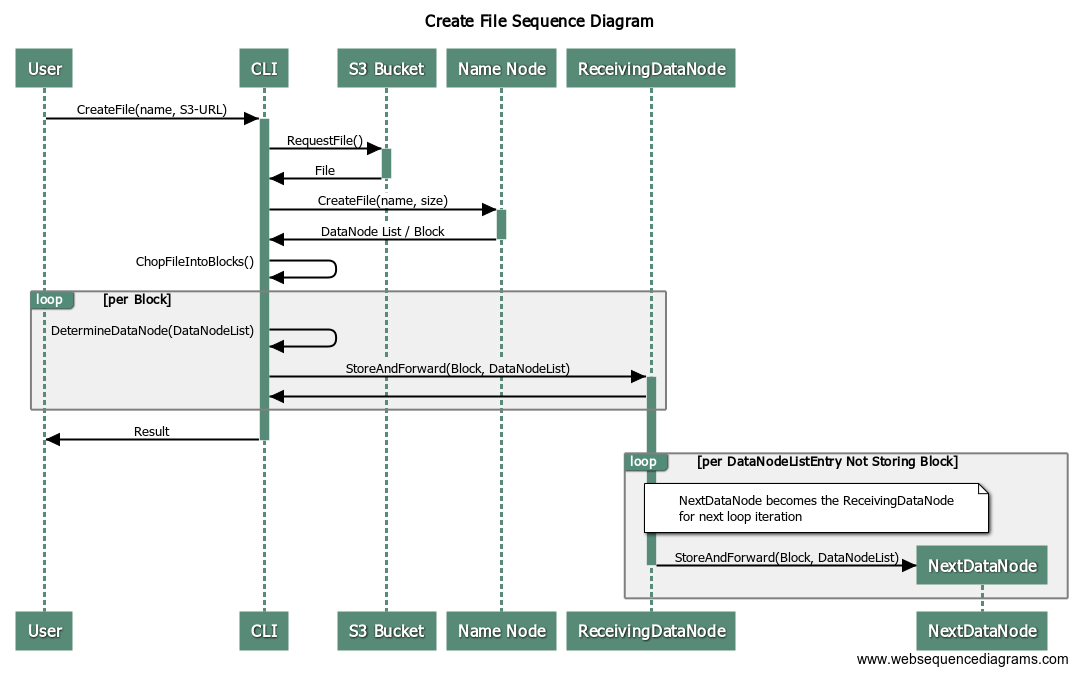 Create File Sequence Diagram
User
CLI
S3 Bucket
Name Node
ReceivingDataNode
CreateFile(name, S3-URL)
RequestFile()
File
CreateFile(name, size)
DataNode List / Block
ChopFileIntoBlocks()
loop
[per Block]
DetermineDataNode(DataNodeList)
StoreAndForward(Block, DataNodeList)
Result
loop
[per DataNodeListEntry Not Storing Block]
NextDataNode becomes the ReceivingDataNode
for next loop iteration
StoreAndForward(Block, DataNodeList)
NextDataNode
User
CLI
S3 Bucket
Name Node
ReceivingDataNode
NextDataNode
www.websequencediagrams.com